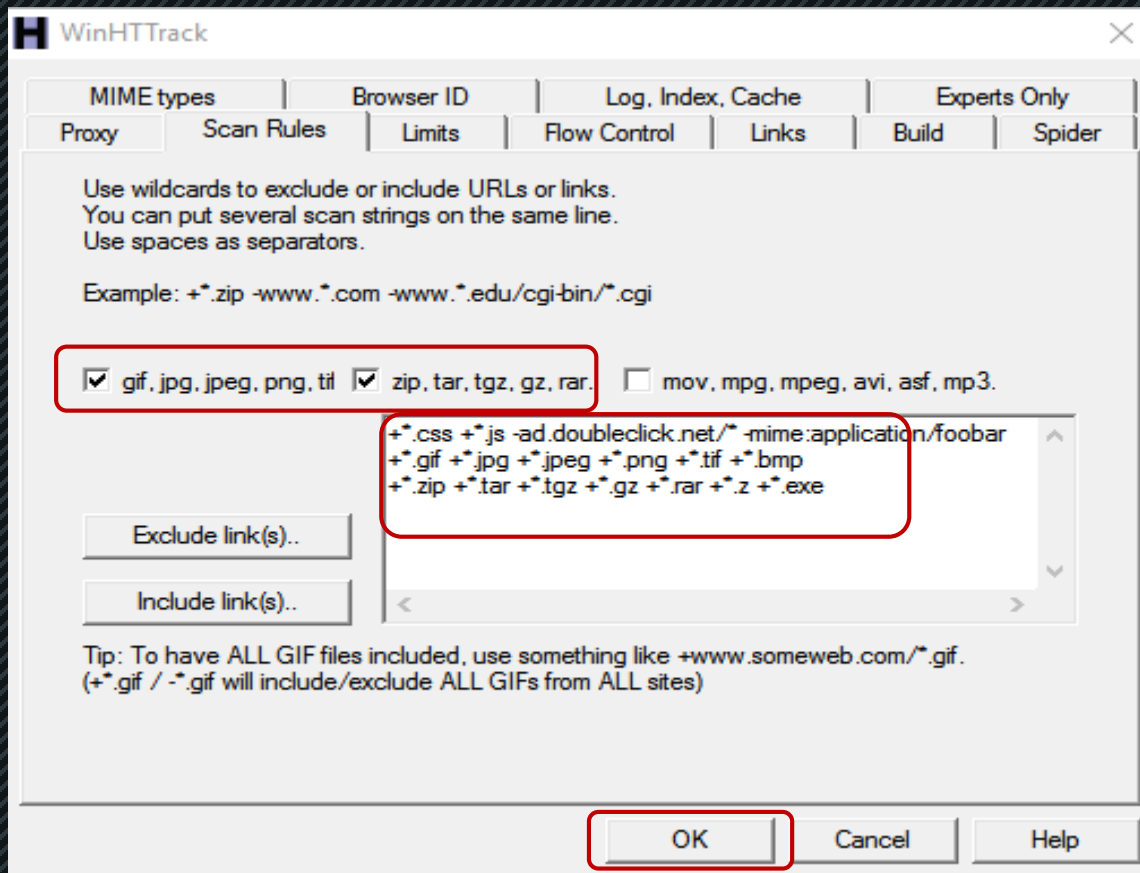 WinHTTrack
MIME types Browser ID Log, Index, Cache Experts Only
Proxy Scan Rules Limits Flow Control Links Build Spider
Use wildcards to exclude or include URLs or links.
You can put several scan strings on the same line.
Use spaces as separators.
Example: +*.zip -www.*.com -www.*.edu/cgi-bin/*.cgi
gif, jpg, jpeg, png, tif zip, tar, tgz, gz, rar. mov, mpg, mpeg, avi, asf, mp3.
+*.css +*.js -ad.doubleclick.net/* -mime:application/foobar
+*.gif +*.jpg +*.jpeg +*.png +*.tif +*.bmp
+*.zip +*.tar +*.tgz +*.gz +*.rar +*.z +*.exe
Exclude link(s)..
Include link(s)..
Tip: To have ALL GIF files included, use something like +www.someweb.com/*.gif.
(+*.gif / -*.gif will include/exclude ALL GIFs from ALL sites)
OK Cancel Help